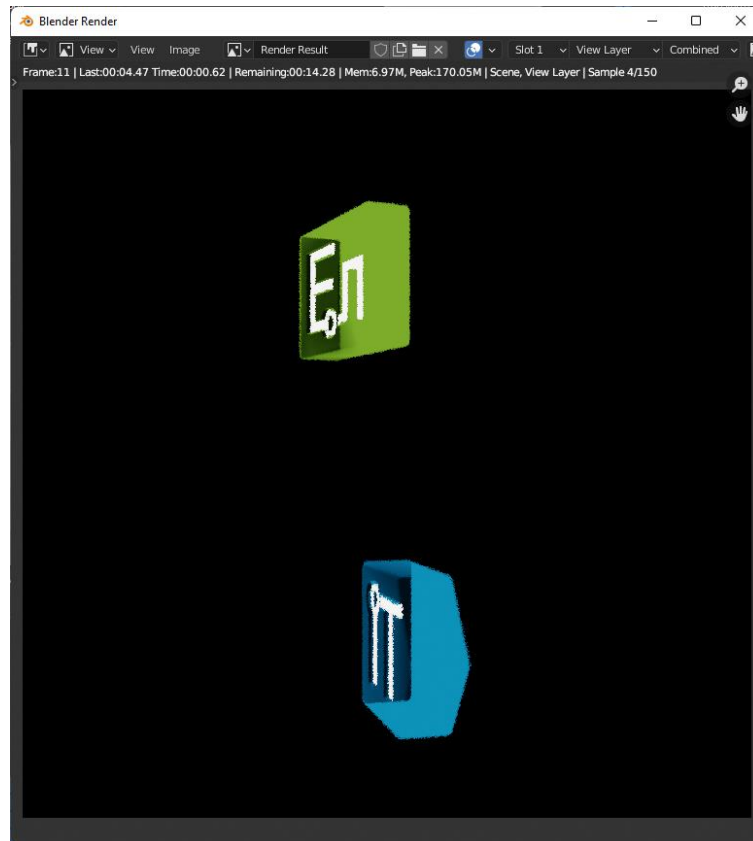 Blender Render
View View Image Render Result Slot 1 View Layer Combined
Frame:11 | Last:00:04.47 Time:00:00.62 | Remaining:00:14.28 | Mem:6.97M, Peak:170.05M | Scene, View Layer | Sample 4/150